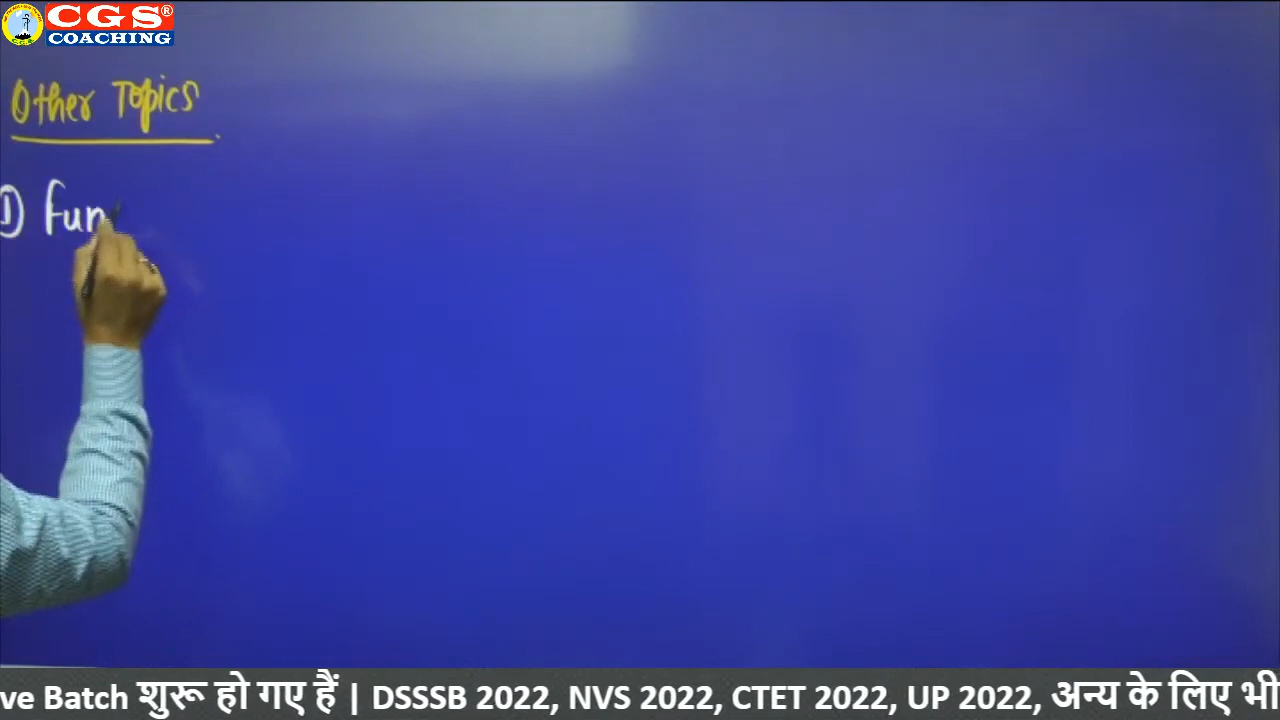 CGS®
COACHING
Other Topics
1) Fun
ve Batch शुरू हो गए हैं | DSSSB 2022, NVS 2022, CTET 2022, UP 2022, अन्य के लिए भी